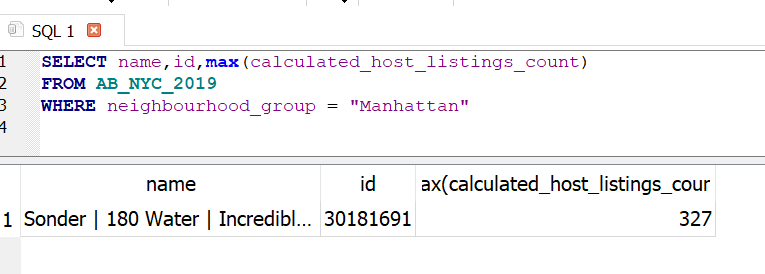 SQL 1
1 SELECT name,id,max(calculated_host_listings_count)
2 FROM AB_NYC_2019
3 WHERE neighbourhood_group = "Manhattan"
4
name id ax(calculated_host_listings_cour
1 Sonder | 180 Water | Incredibl... 30181691 327